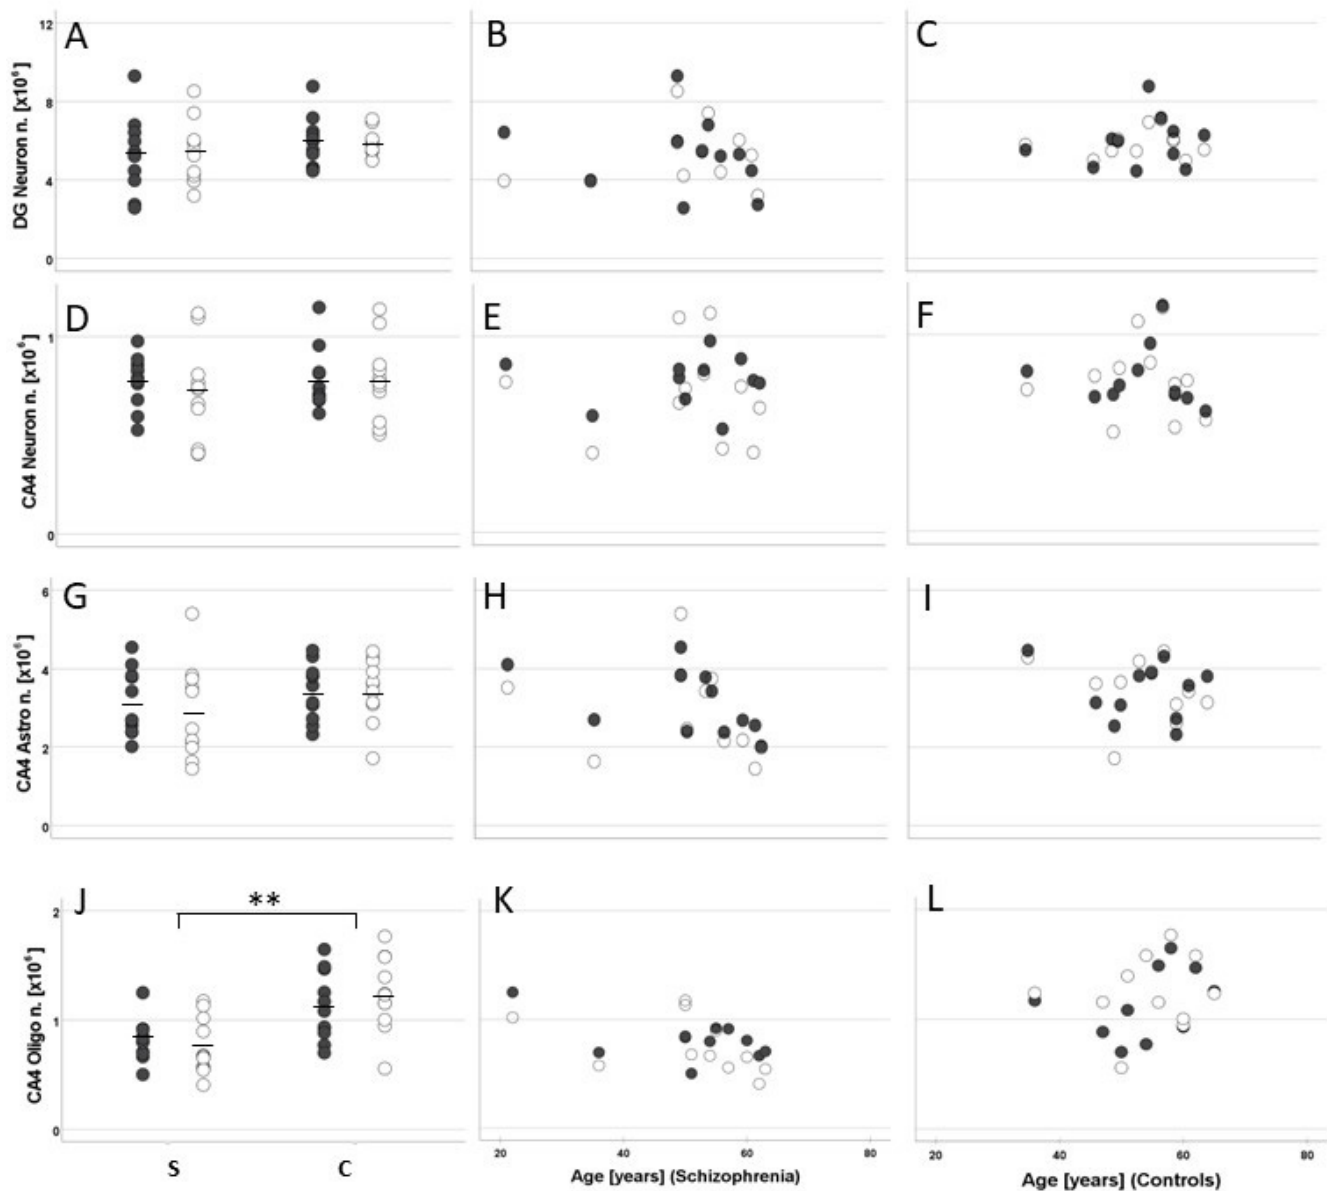 A
B
C
DG Neuron n. [x10⁶]
12
8
4
0
D
E
F
CA4 Neuron n. [x10⁶]
1
0
G
H
I
CA4 Astro n. [x10⁶]
6
4
2
0
J
**
K
L
CA4 Oligo n. [x10⁶]
2
1
0
S C
20 40 60 80
Age [years] (Schizophrenia)
20 40 60 80
Age [years] (Controls)